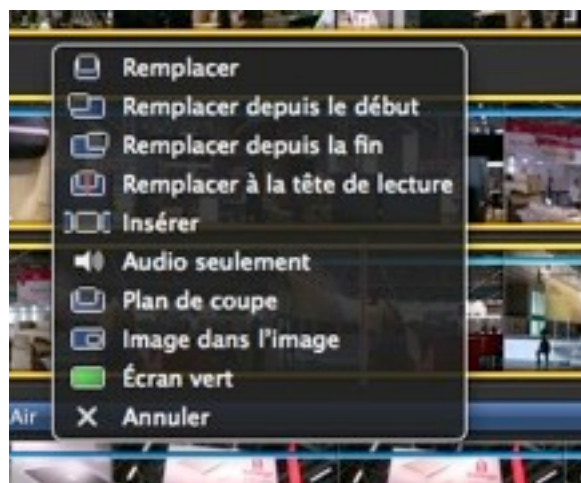 Remplacer
Remplacer depuis le début
Remplacer depuis la fin
Remplacer à la tête de lecture
Insérer
Audio seulement
Plan de coupe
Image dans l'image
Écran vert
Air
Annuler